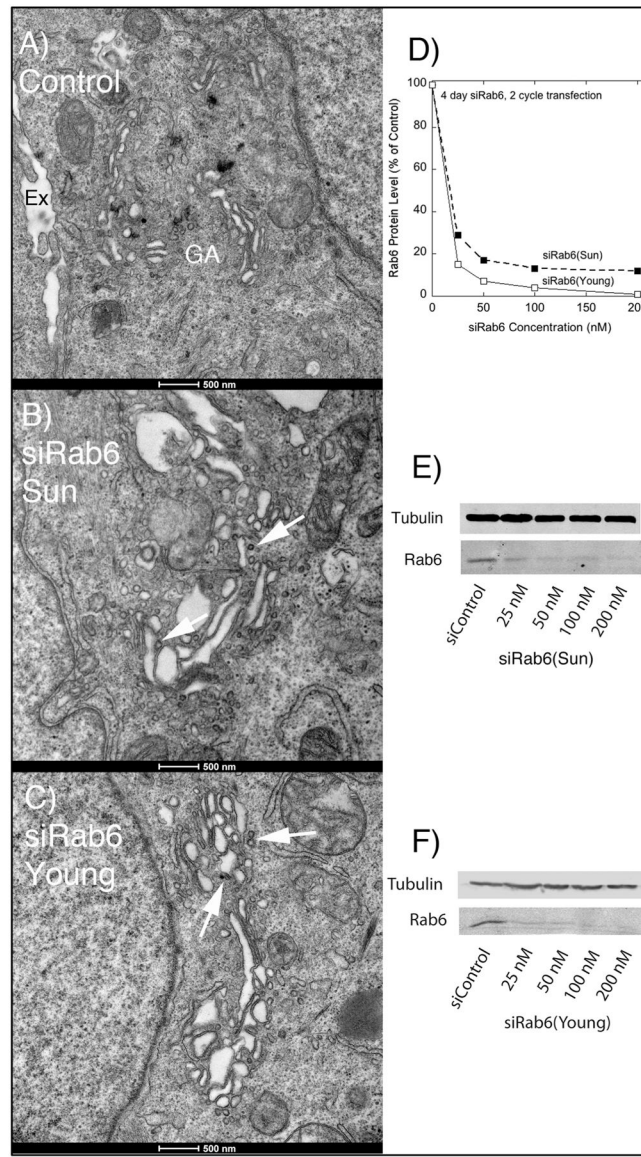 A)
Control
Ex
GA
500 nm
B)
siRab6
Sun
500 nm
C)
siRab6
Young
500 nm
D)
100
80
60
40
20
0
Rab6 Protein Level (% of Control)
4 day siRab6, 2 cycle transfection
siRab6(Sun)
siRab6(Young)
0
50
100
150
siRab6 Concentration (nM)
E)
Tubulin
Rab6
siControl
25 nM
50 nM
100 nM
200 nM
siRab6(Sun)
F)
Tubulin
Rab6
siControl
25 nM
50 nM
100 nM
200 nM
siRab6(Young)